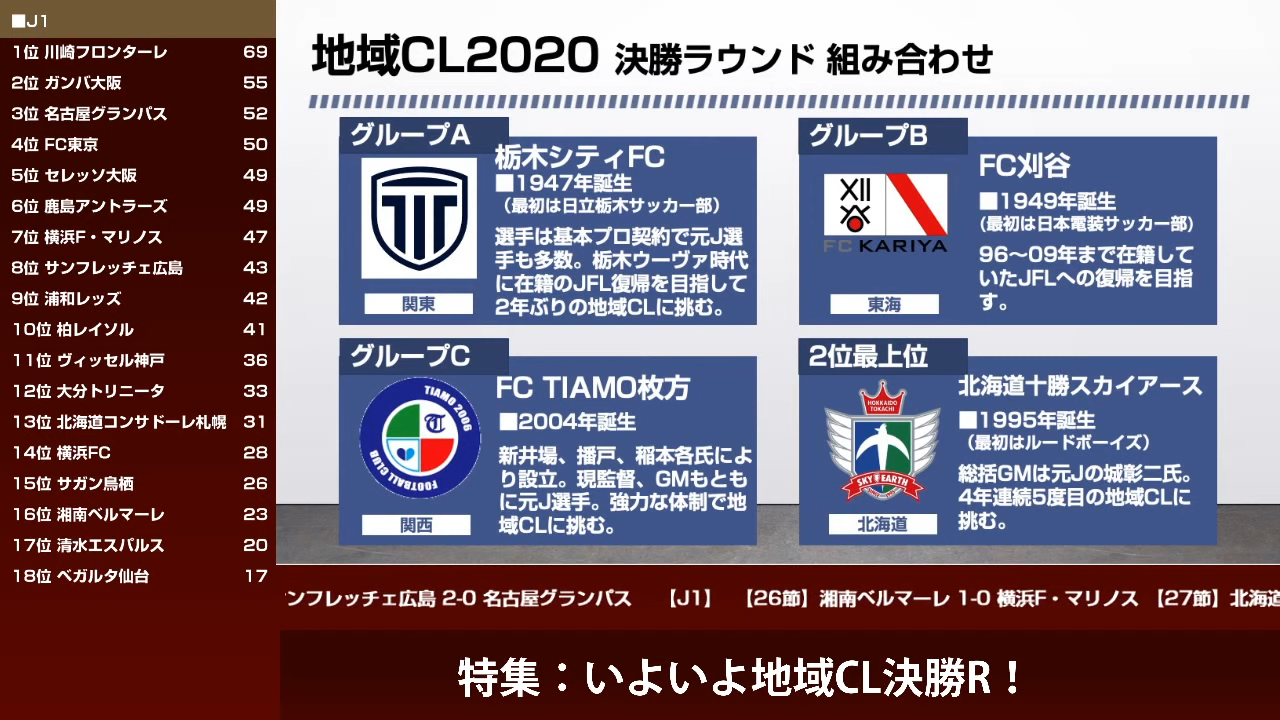 ■J1
1位 川崎フロンターレ 69
2位 ガンバ大阪 55
3位 名古屋グランパス 52
4位 FC東京 50
5位 セレッソ大阪 49
6位 鹿島アントラーズ 49
7位 横浜F・マリノス 47
8位 サンフレッチェ広島 43
9位 浦和レッズ 42
10位 柏レイソル 41
11位 ヴィッセル神戸 36
12位 大分トリニータ 33
13位 北海道コンサドーレ札幌 31
14位 横浜FC 28
15位 サガン鳥栖 26
16位 湘南ベルマーレ 23
17位 清水エスパルス 20
18位 ベガルタ仙台 17
地域CL2020 決勝ラウンド 組み合わせ
グループA
栃木シティFC
■1947年誕生
（最初は日立栃木サッカー部）
選手は基本プロ契約で元J選
手も多数。栃木ウーヴァ時代
に在籍のJFL復帰を目指して
2年ぶりの地域CLに挑む。
関東
グループB
FC刈谷
■1949年誕生
(最初は日本電装サッカー部)
96～09年まで在籍して
いたJFLへの復帰を目指
す。
XII
FC KARIYA
東海
グループC
FC TIAMO枚方
■2004年誕生
新井場、播戸、稲本各氏によ
り設立。現監督、GMもとも
に元J選手。強力な体制で地
域CLに挑む。
TIAMO 2006
FOOTBALL CLUB
関西
2位最上位
北海道十勝スカイアース
■1995年誕生
（最初はルードボーイズ）
総括GMは元Jの城彰二氏。
4年連続5度目の地域CLに
挑む。
HOKKAIDO
TOKACHI
SKY EARTH
北海道
ンフレッチェ広島 2-0 名古屋グランパス 【J1】 【26節】湘南ベルマーレ 1-0 横浜F・マリノス 【27節】北海道
特集：いよいよ地域CL決勝R！